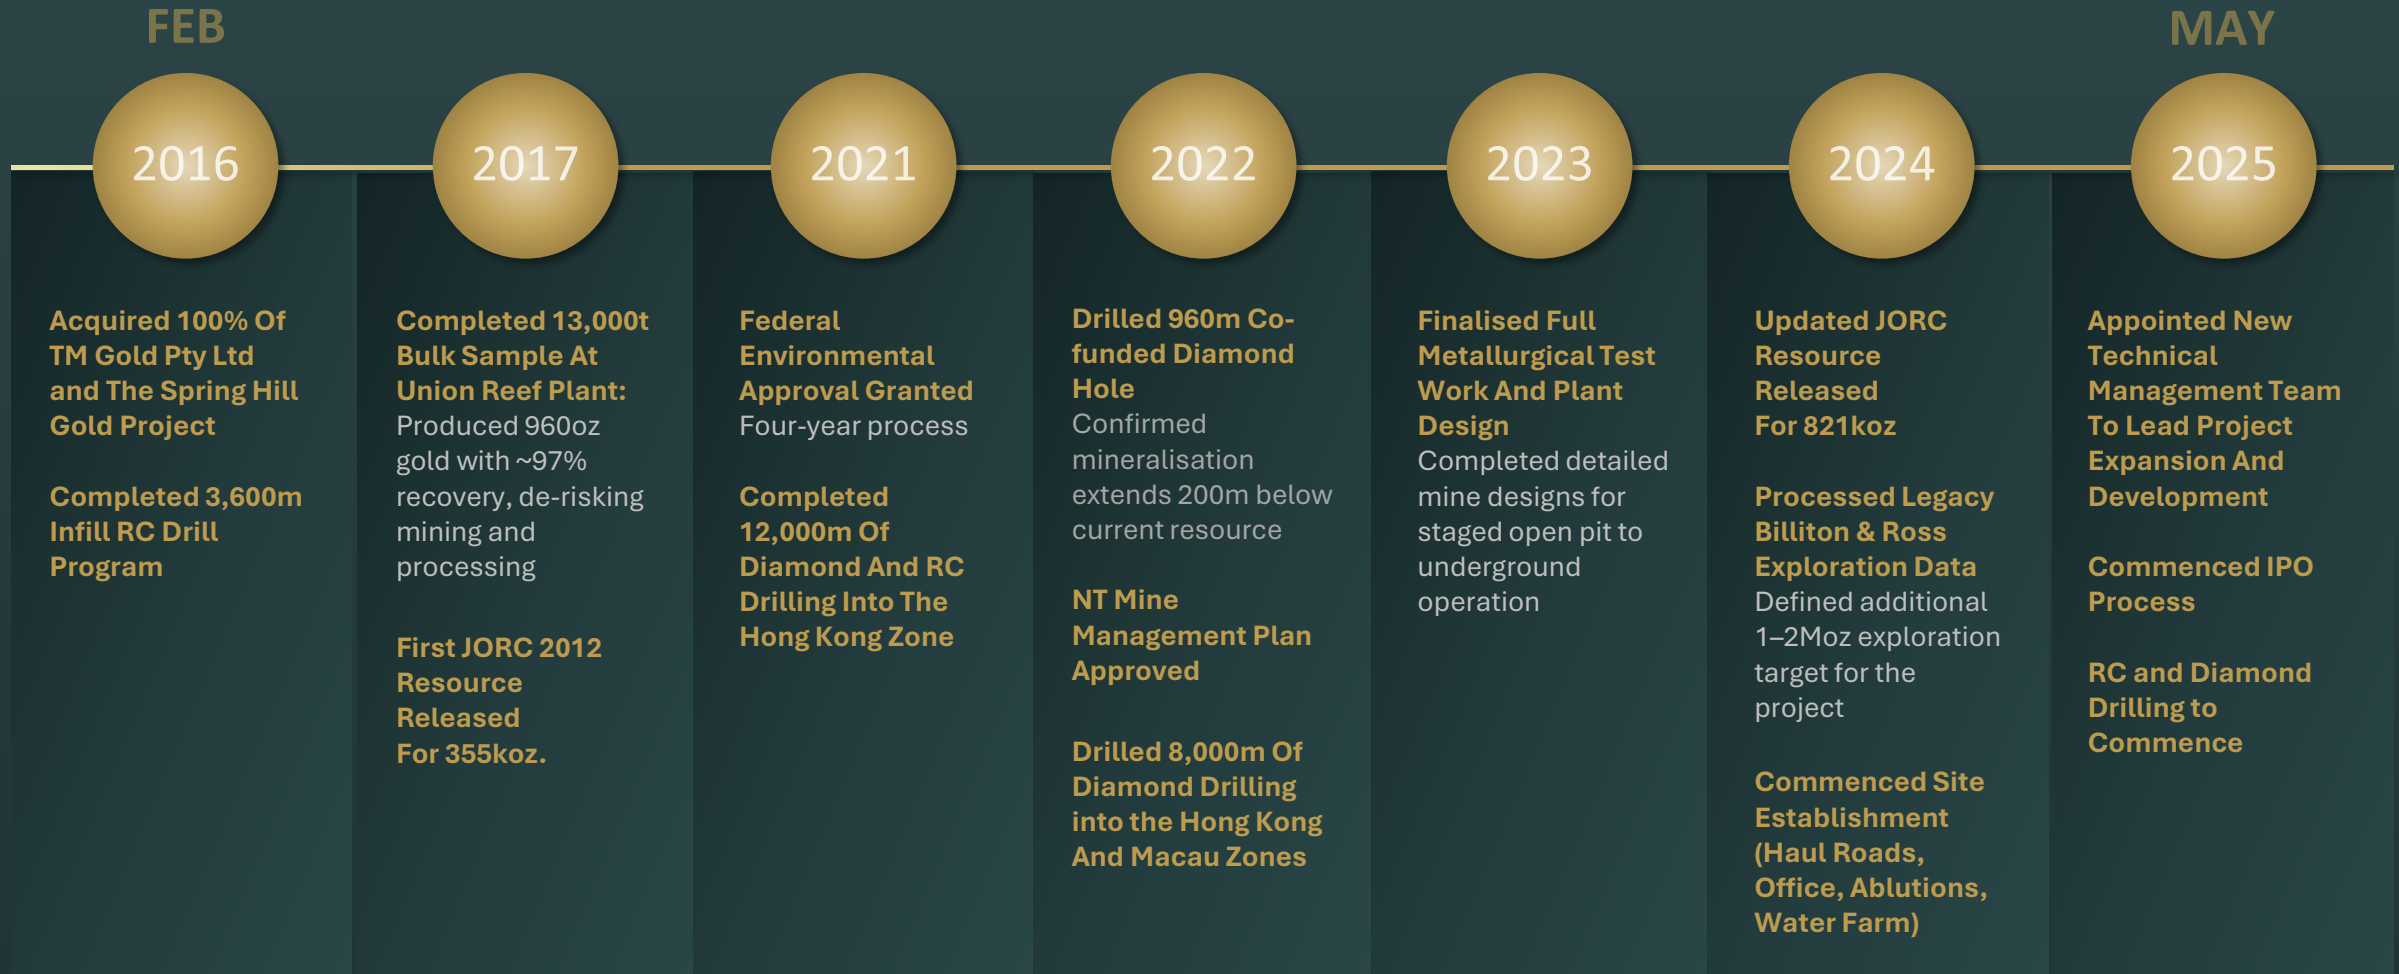 FEB
MAY
2016
2017
2021
2022
2023
2024
2025
Acquired 100% Of
TM Gold Pty Ltd
and The Spring Hill
Gold Project
Completed 3,600m
Infill RC Drill
Program
Completed 13,000t
Bulk Sample At
Union Reef Plant:
Produced 960oz
gold with ~97%
recovery, de-risking
mining and
processing
First JORC 2012
Resource
Released
For 355koz.
Federal
Environmental
Approval Granted
Four-year process
Completed
12,000m Of
Diamond And RC
Drilling Into The
Hong Kong Zone
Drilled 960m Co-
funded Diamond
Hole
Confirmed
mineralisation
extends 200m below
current resource
NT Mine
Management Plan
Approved
Drilled 8,000m Of
Diamond Drilling
into the Hong Kong
And Macau Zones
Finalised Full
Metallurgical Test
Work And Plant
Design
Completed detailed
mine designs for
staged open pit to
underground
operation
Updated JORC
Resource
Released
For 821koz
Processed Legacy
Billiton & Ross
Exploration Data
Defined additional
1–2Moz exploration
target for the
project
Commenced Site
Establishment
(Haul Roads,
Office, Ablutions,
Water Farm)
Appointed New
Technical
Management Team
To Lead Project
Expansion And
Development
Commenced IPO
Process
RC and Diamond
Drilling to
Commence